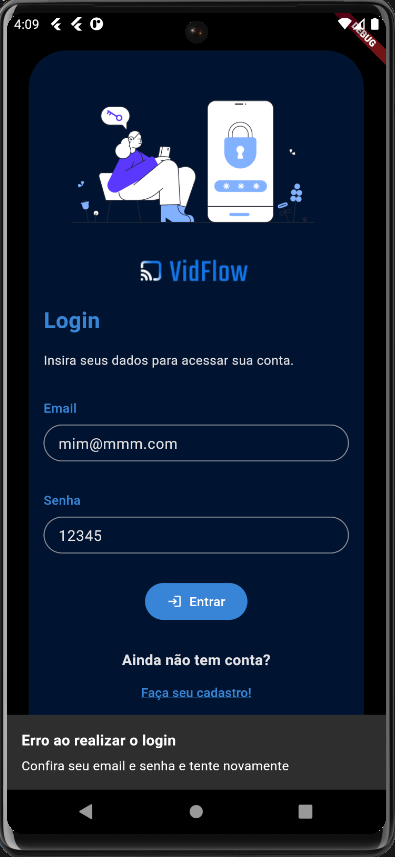 4:09
DEBUG
VidFlow
Login
Insira seus dados para acessar sua conta.
Email
mim@mmm.com
Senha
12345
Entrar
Ainda não tem conta?
Faça seu cadastro!
Erro ao realizar o login
Confira seu email e senha e tente novamente